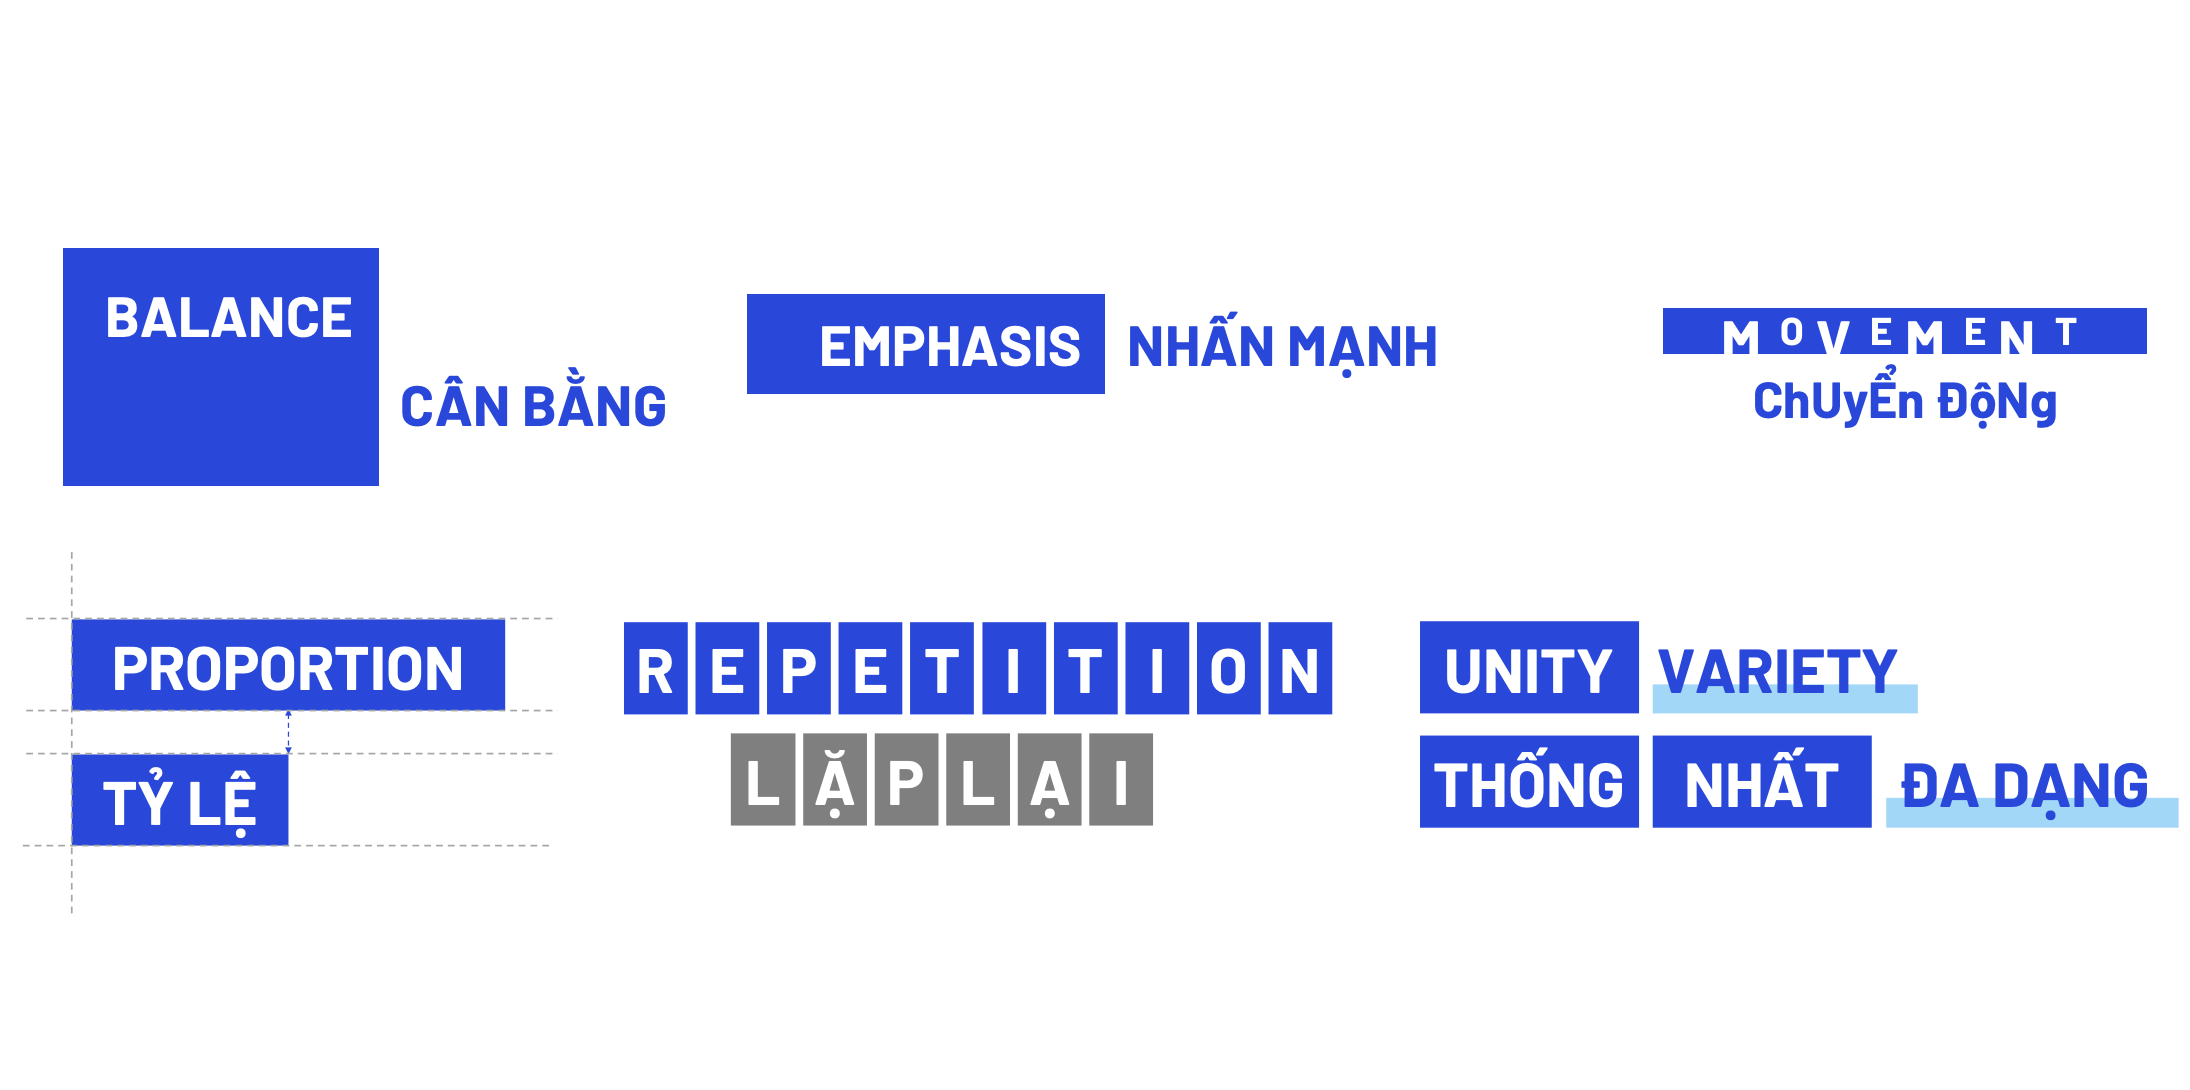 BALANCE
CÂN BẰNG
EMPHASIS NHẤN MẠNH
MOVEMENT
ChUyỂn ĐộNg
PROPORTION
TỶ LỆ
REPETITION
LẶP LẠI
UNITY VARIETY
THỐNG NHẤT ĐA DẠNG